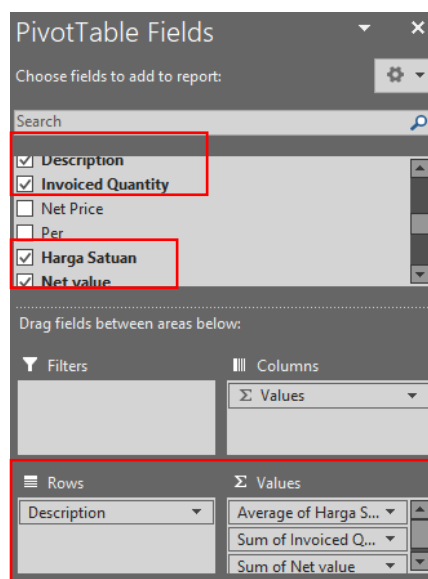 PivotTable Fields
Choose fields to add to report:
Search
Description
Invoiced Quantity
Net Price
Per
Harga Satuan
Net value
Drag fields between areas below:
Filters
Columns
Σ Values
Rows
Σ Values
Description
Average of Harga S...
Sum of Invoiced Q...
Sum of Net value